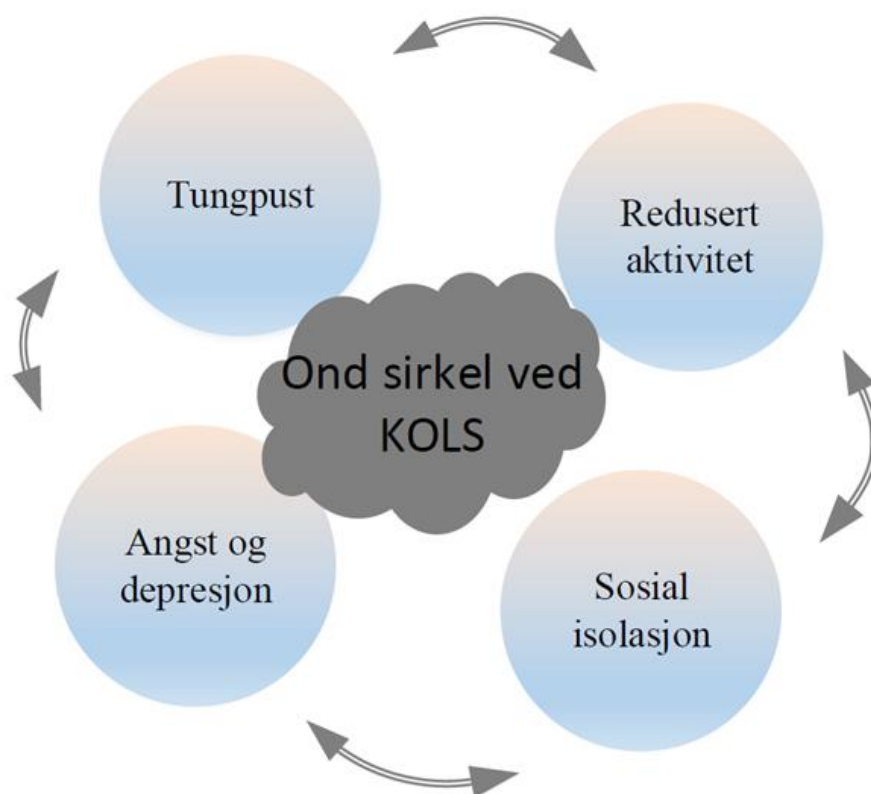 Tungpust
Redusert
aktivitet
Ond sirkel ved
KOLS
Angst og
depresjon
Sosial
isolasjon